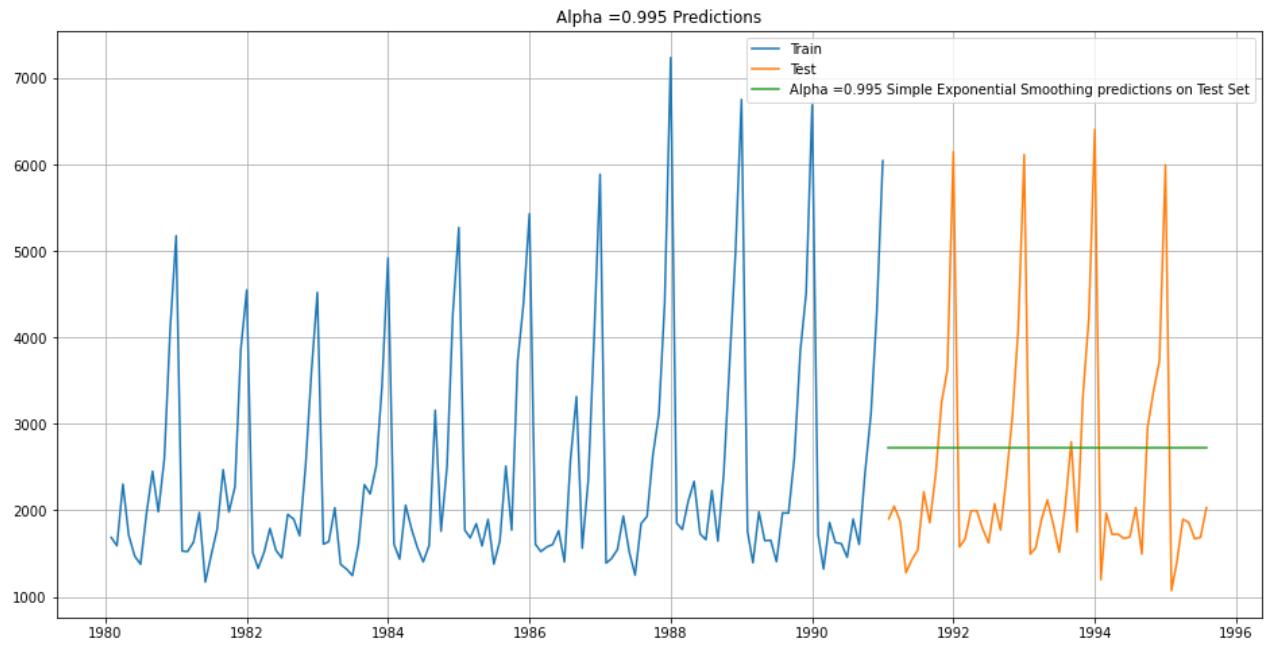 Alpha =0.995 Predictions
Train
Test
Alpha =0.995 Simple Exponential Smoothing predictions on Test Set
7000
6000
5000
4000
3000
2000
1000
1980 1982 1984 1986 1988 1990 1992 1994 1996